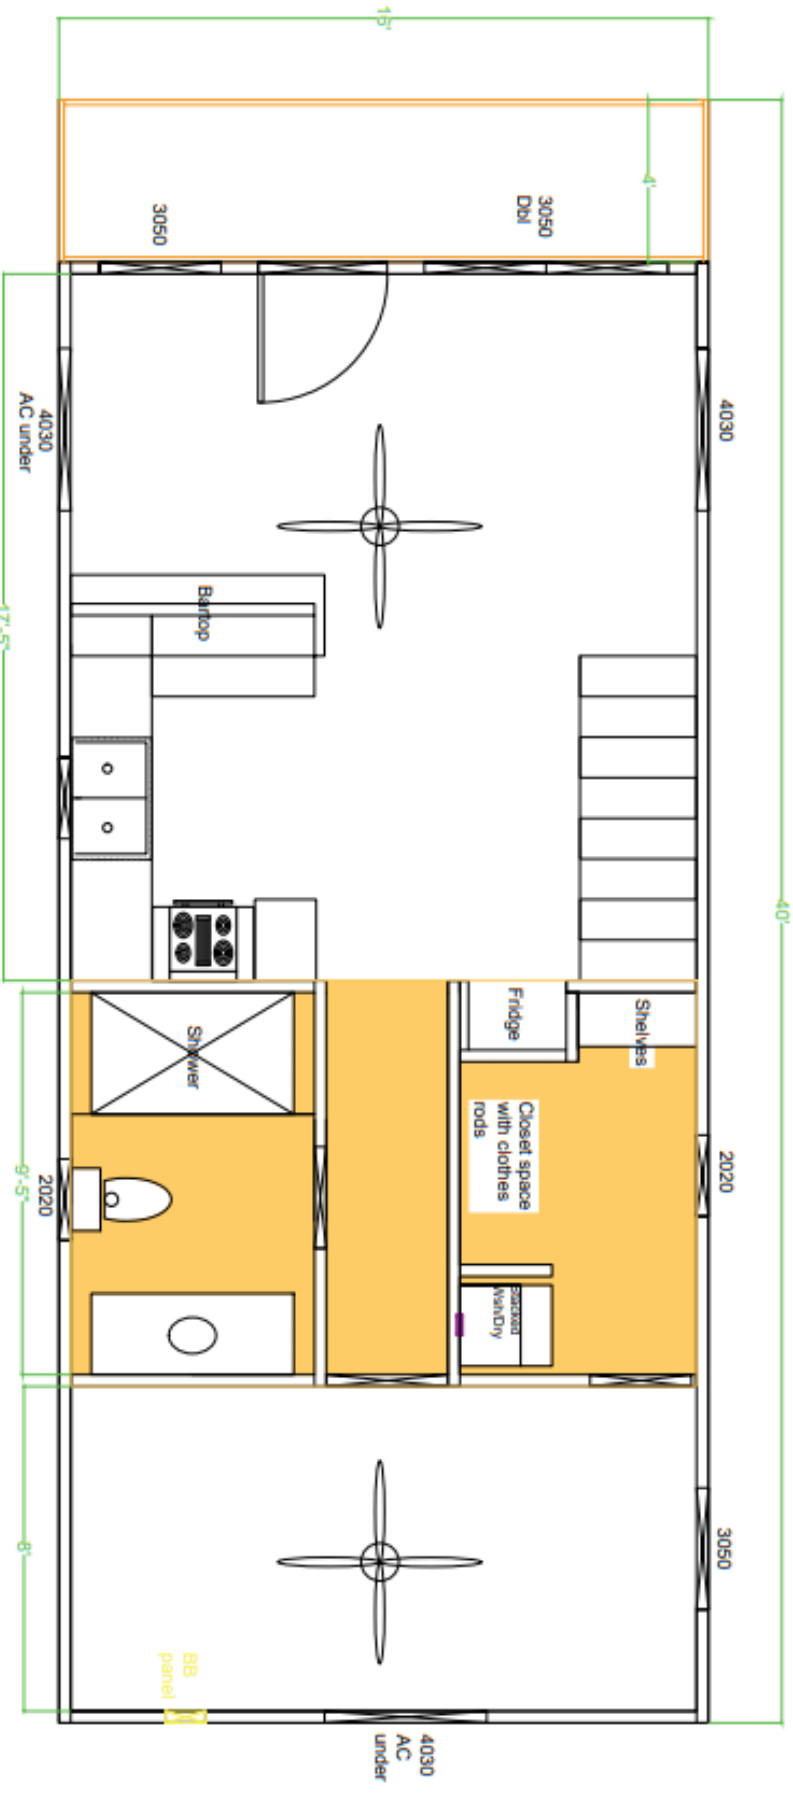 16'
4'
3050
3050
Dbl
4030
4030
AC under
Bartop
17'-5"
40'
Fridge
Shelves
Shower
Closet space
with clothes
rods
2020
2020
9'-5"
Stacked
Wsh/Dry
3050
8'
BB
panel
4030
AC
under